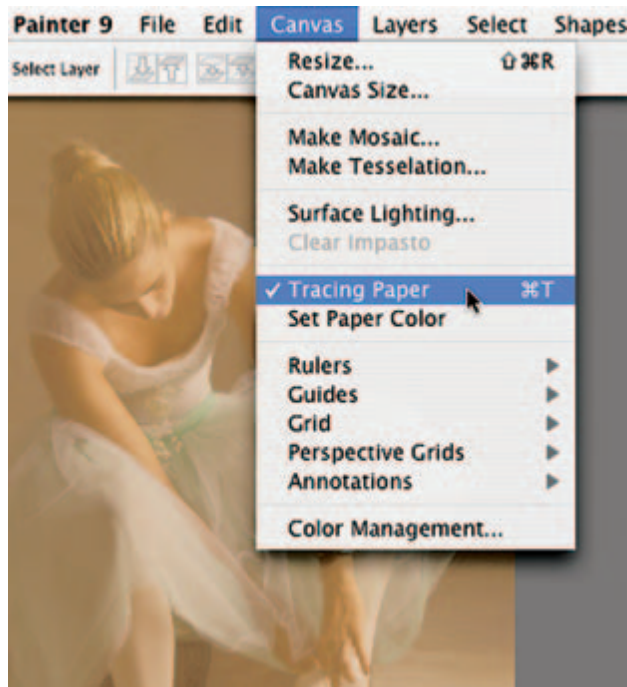 Painter 9 File Edit Canvas Layers Select Shapes
Select Layer
Resize... ⇧⌘R
Canvas Size...
Make Mosaic...
Make Tesselation...
Surface Lighting...
Clear Impasto
✓ Tracing Paper ⌘T
Set Paper Color
Rulers
Guides
Grid
Perspective Grids
Annotations
Color Management...